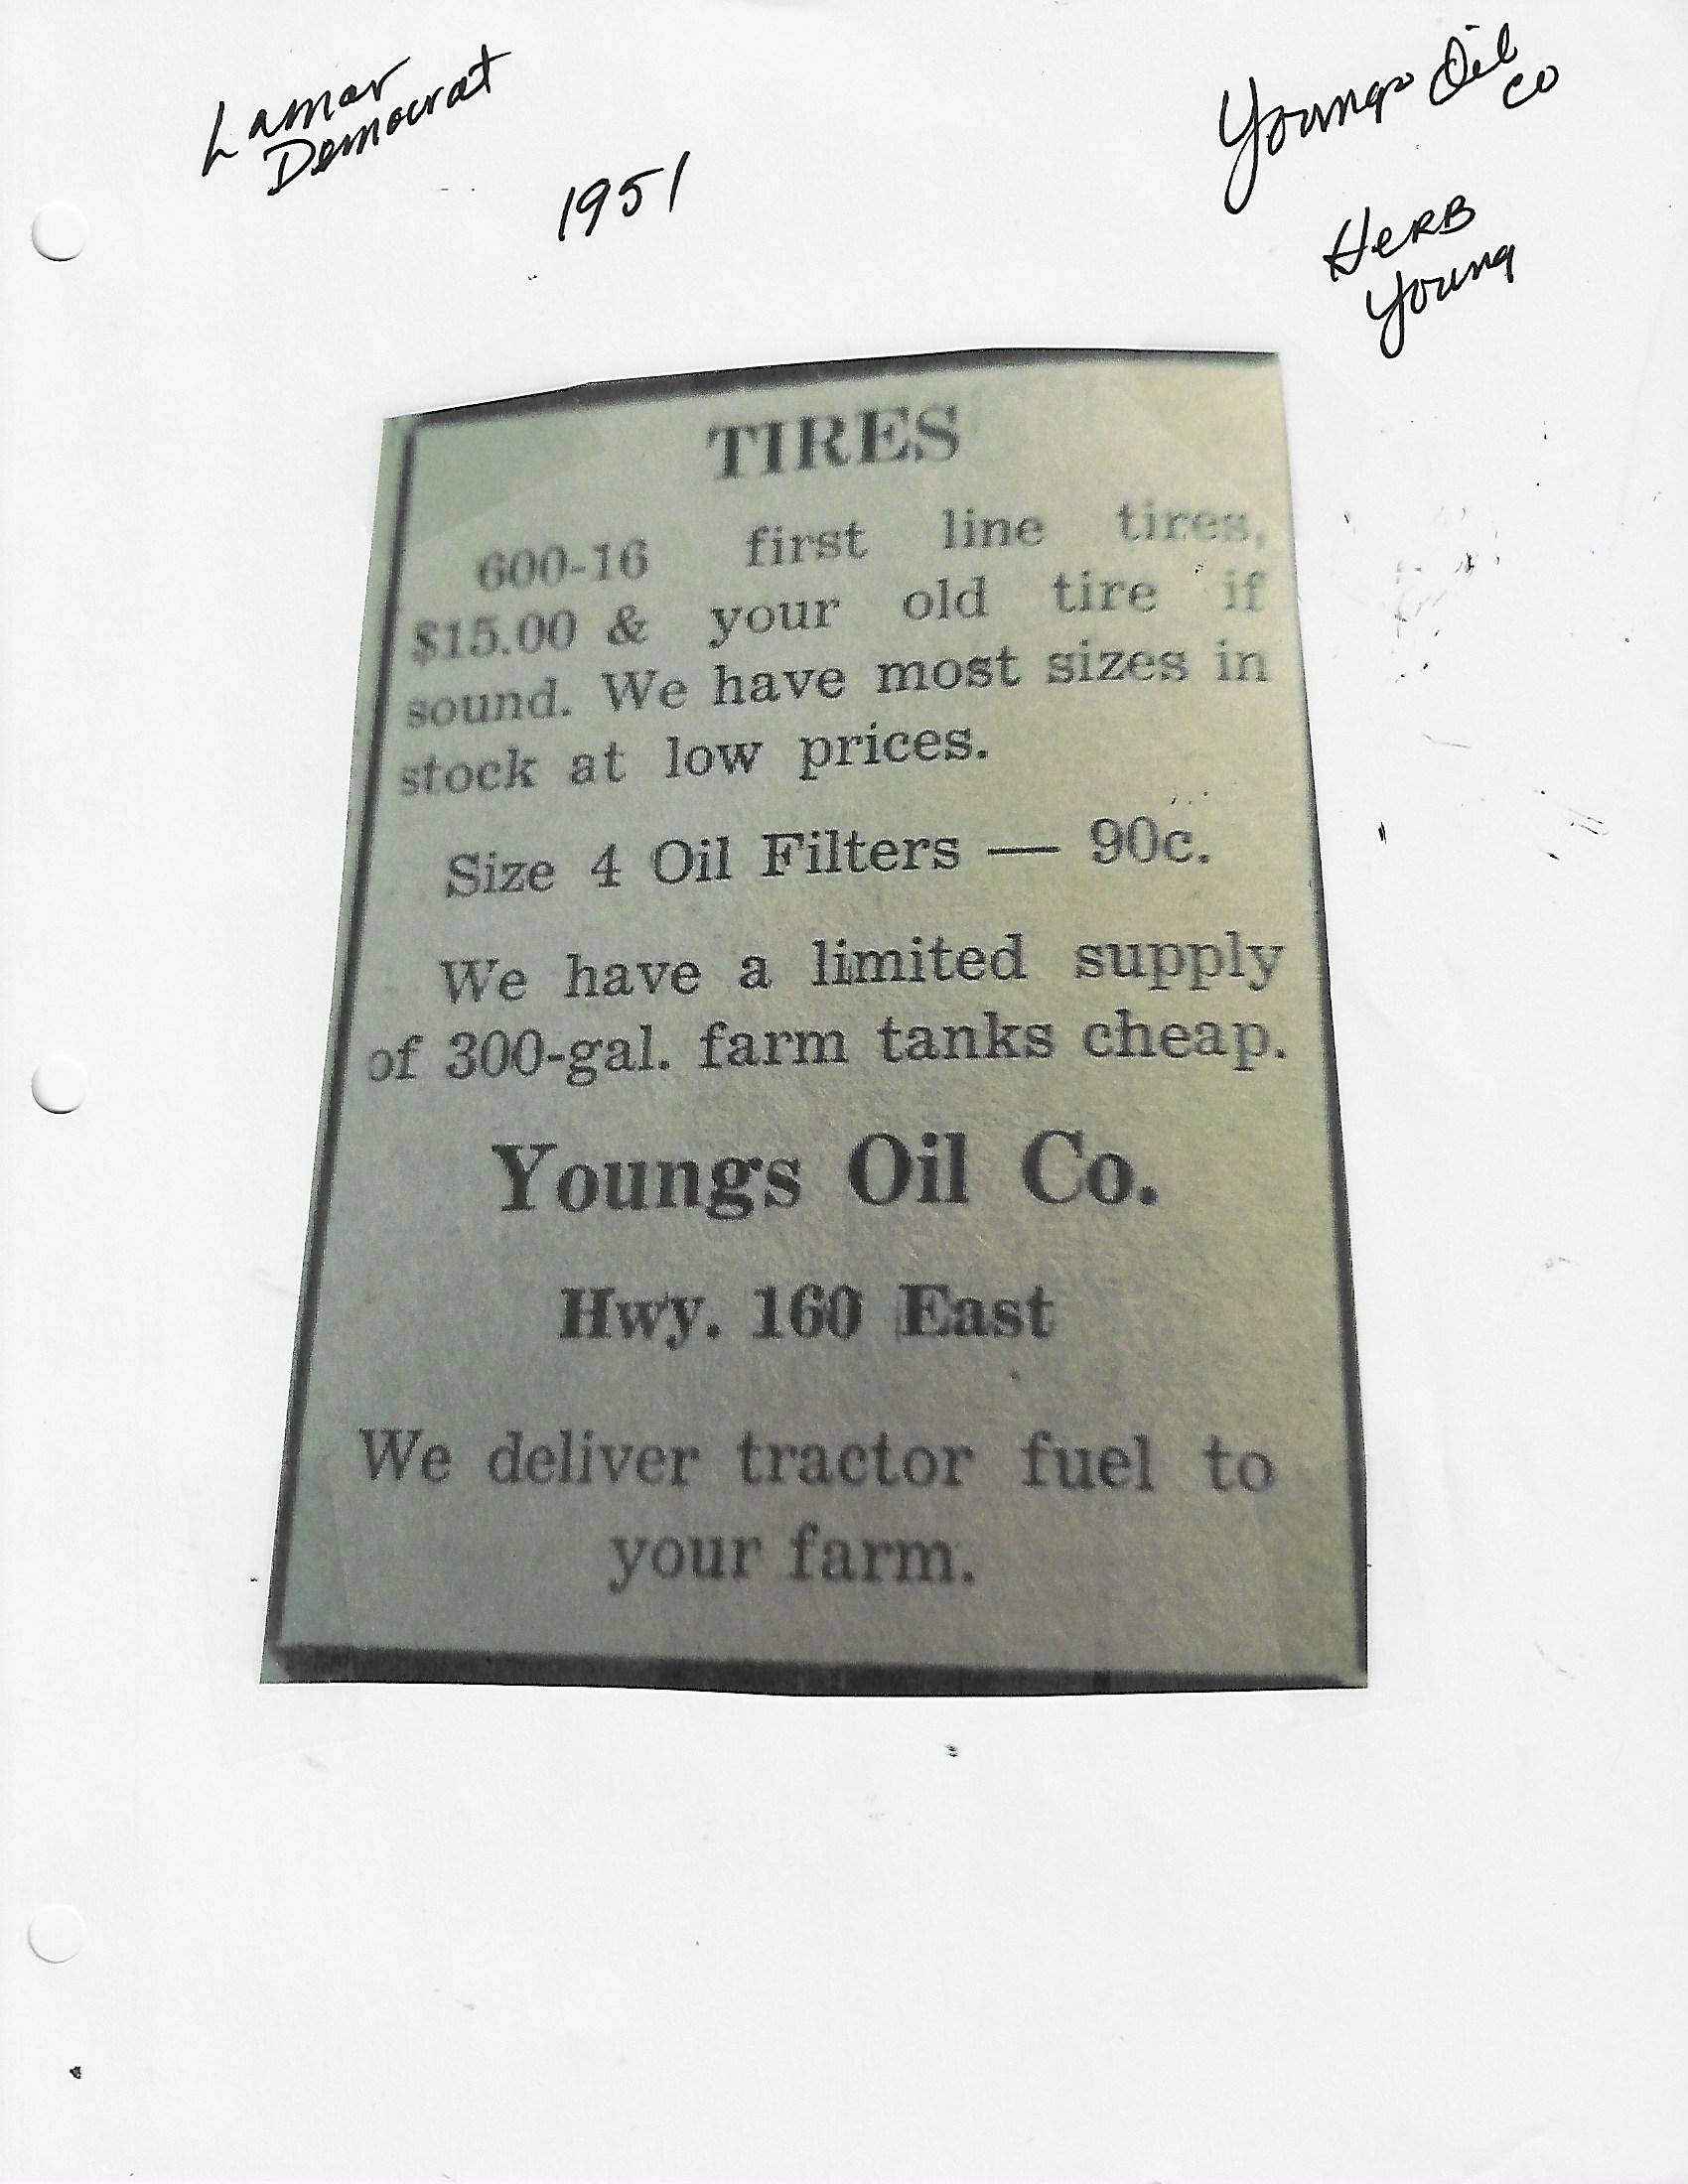 Lamar
Democrat
1951
Youngs Oil
Co
HERB
Young
TIRES
600-16 first line tires,
$15.00 & your old tire if
sound. We have most sizes in
stock at low prices.
Size 4 Oil Filters — 90c.
We have a limited supply
of 300-gal. farm tanks cheap.
Youngs Oil Co.
Hwy. 160 East
We deliver tractor fuel to
your farm.